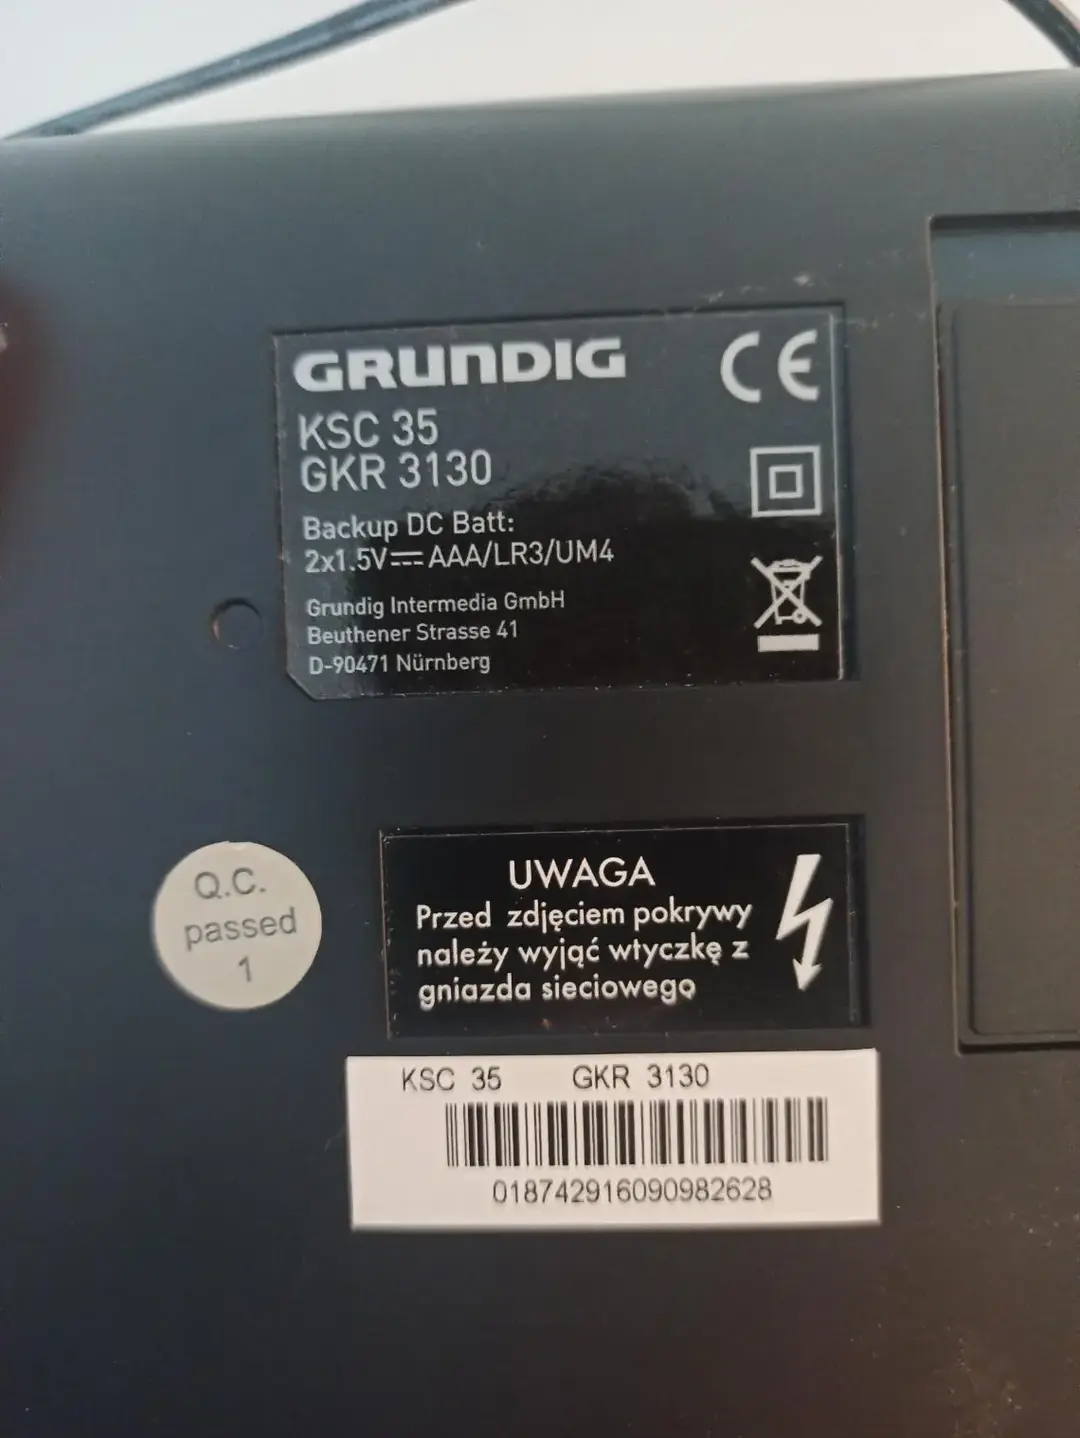 GRUNDIG
CE
KSC 35
GKR 3130
Backup DC Batt:
2x1.5V⎓AAA/LR3/UM4
Grundig Intermedia GmbH
Beuthener Strasse 41
D-90471 Nürnberg
Q.C.
passed
1
UWAGA
Przed zdjęciem pokrywy
należy wyjąć wtyczkę z
gniazda sieciowego
KSC 35 GKR 3130
018742916090982628